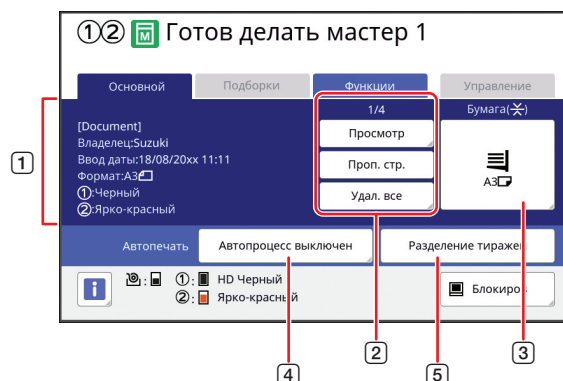 ①② Готов делать мастер 1
Основной Подборки Функции Управление
1/4 Бумага()
[Document]
Владелец:Suzuki
Ввод даты:18/08/20xx 11:11
Формат:A3
①:Черный
②:Ярко-красный
Просмотр
Проп. стр.
Удал. все
A3
1
Автопечать Автопроцесс выключен Разделение тиражей
: ①: HD Черный
②: Ярко-красный
i
Блокиров
2 3
4 5